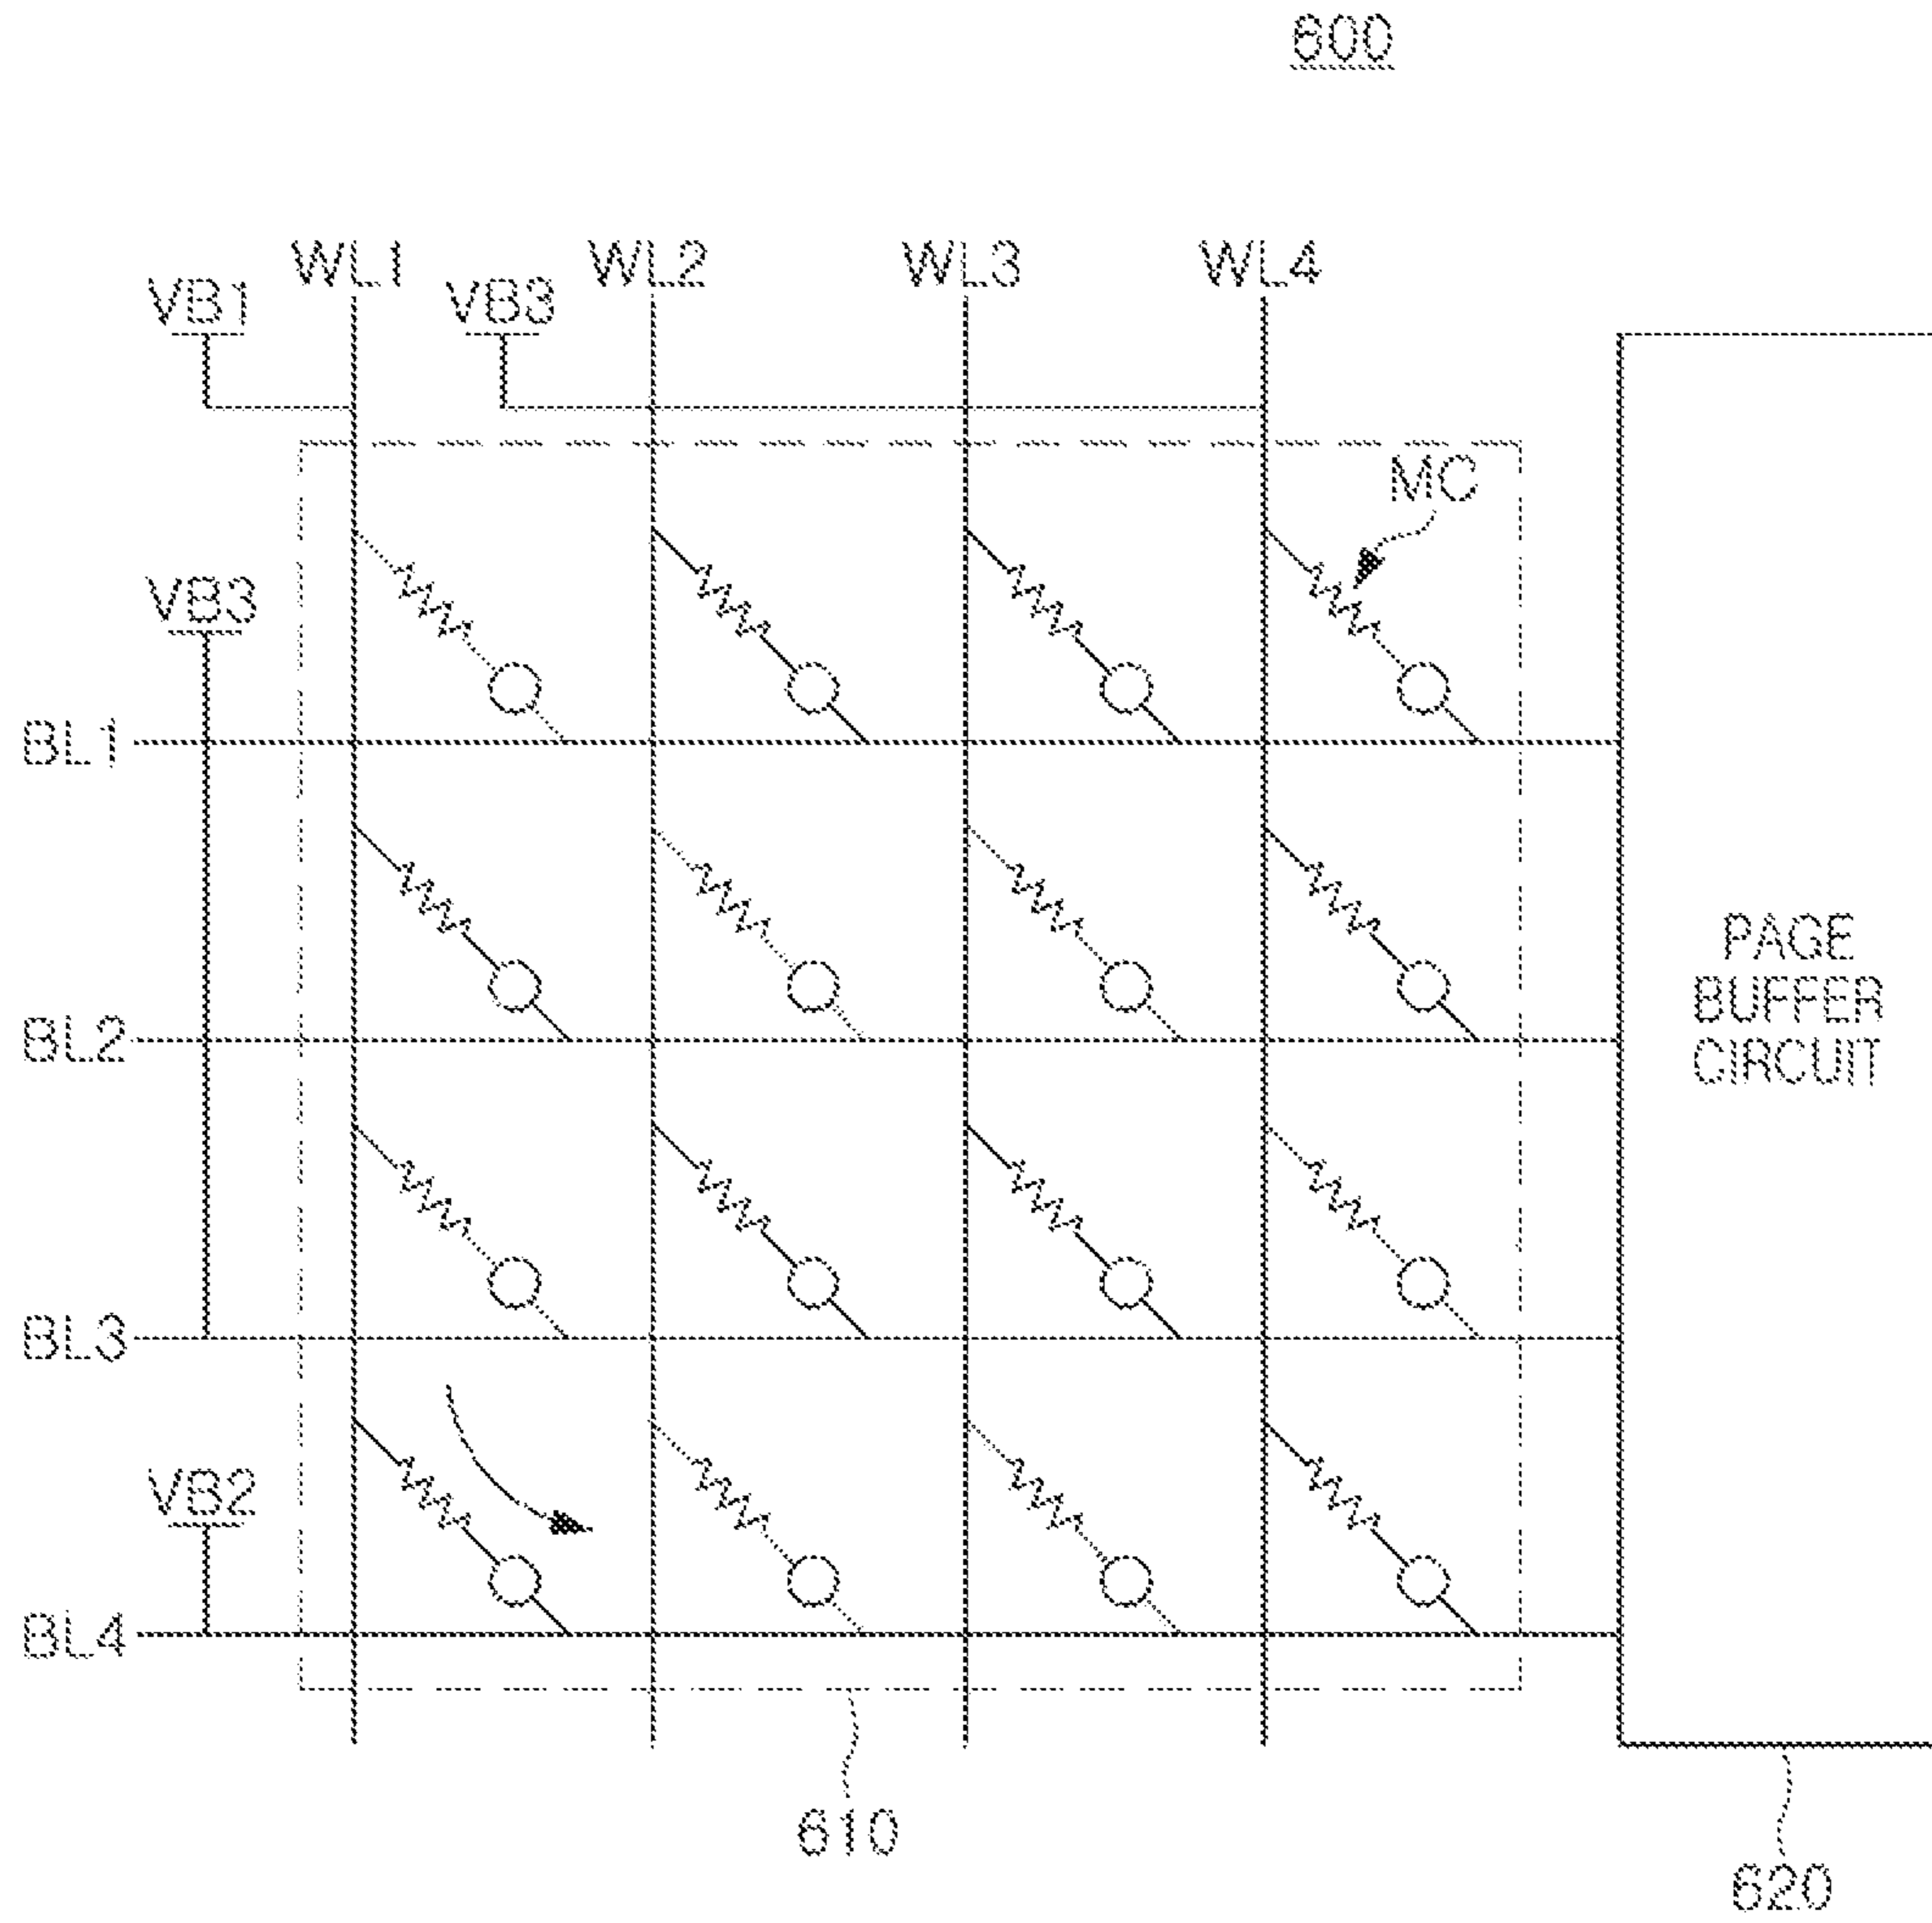 600
WL1 WL2 WL3 WL4
VB1 VB3
MC
VB3
BL1
PAGE
BUFFER
CIRCUIT
BL2
BL3
VB2
BL4
610
620